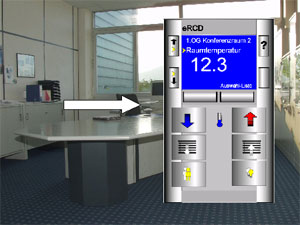 eRCD
1.OG Konferenzraum 2
>Raumtemperatur
12.3
Auswahl-Liste
?